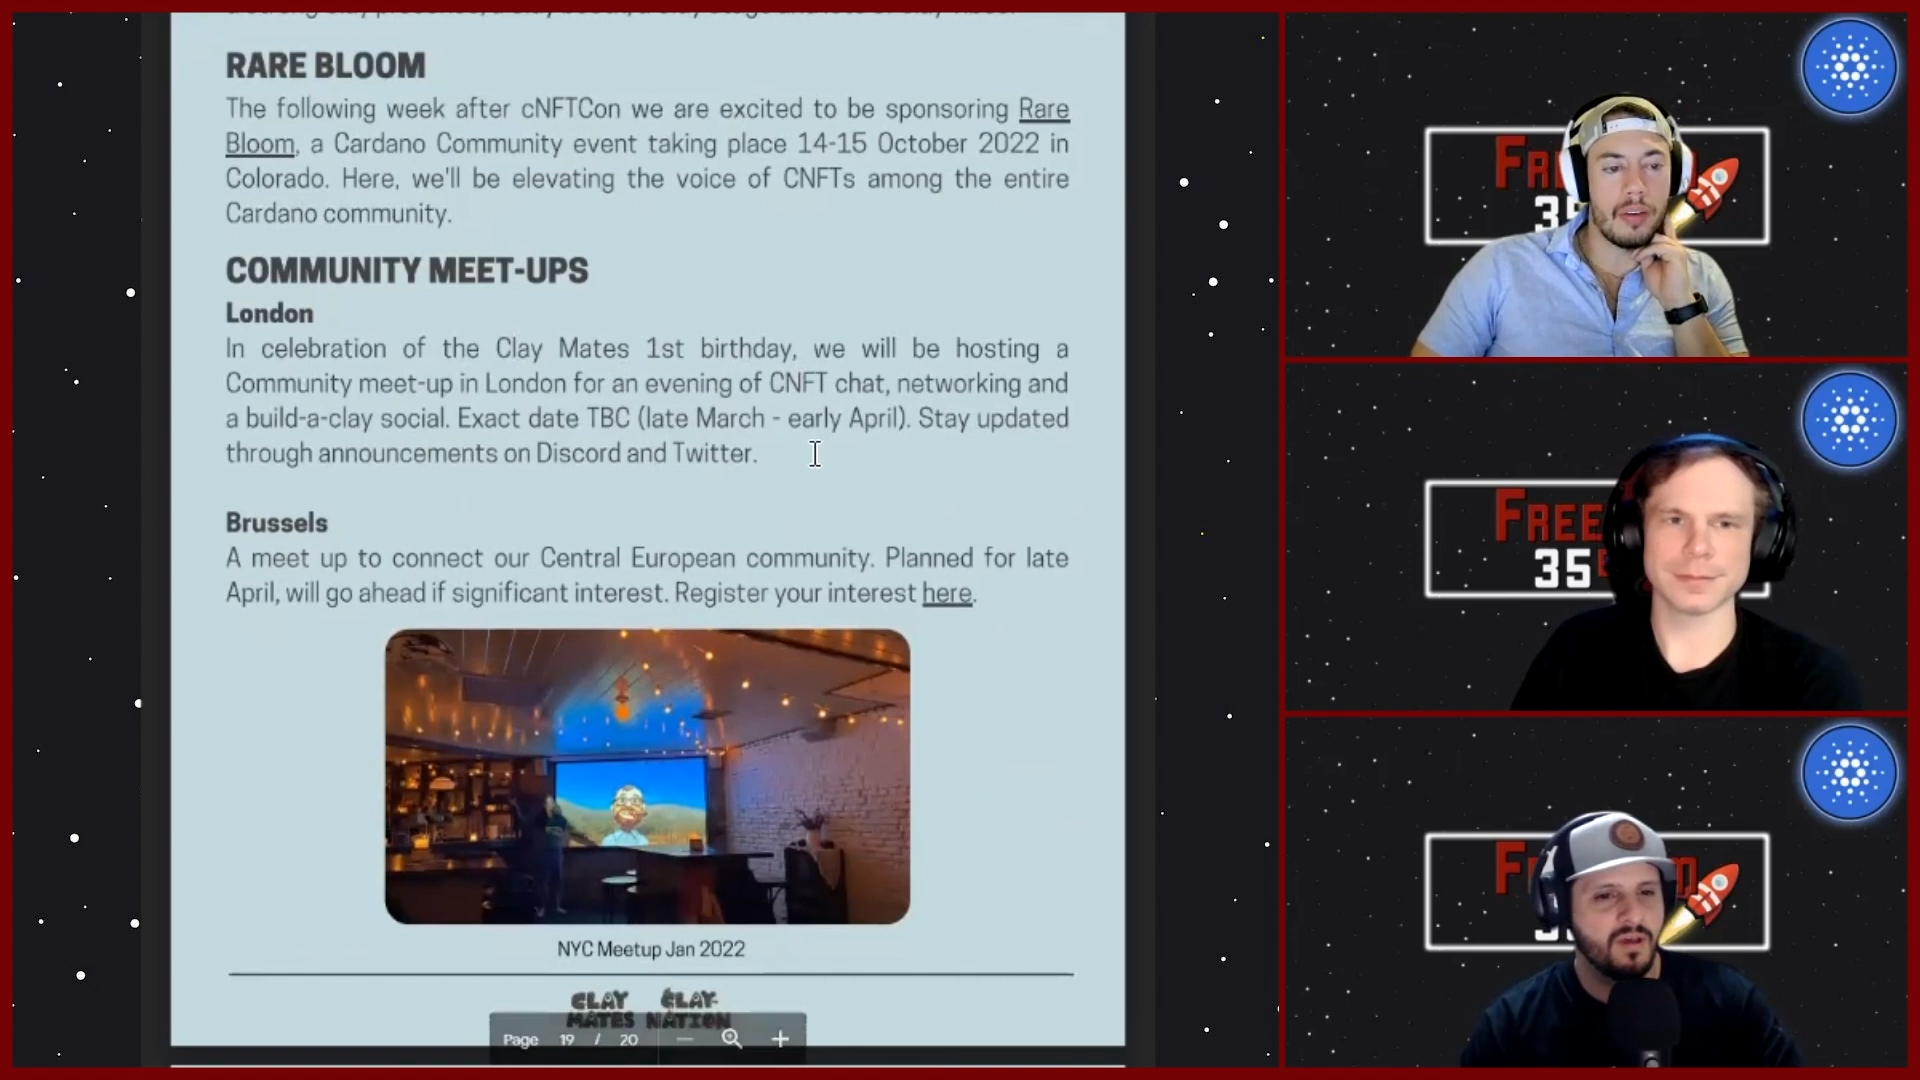 RARE BLOOM
The following week after cNFTCon we are excited to be sponsoring Rare
Bloom, a Cardano Community event taking place 14-15 October 2022 in
Colorado. Here, we'll be elevating the voice of CNFTs among the entire
Cardano community.
COMMUNITY MEET-UPS
London
In celebration of the Clay Mates 1st birthday, we will be hosting a
Community meet-up in London for an evening of CNFT chat, networking and
a build-a-clay social. Exact date TBC (late March - early April). Stay updated
through announcements on Discord and Twitter.
Brussels
A meet up to connect our Central European community. Planned for late
April, will go ahead if significant interest. Register your interest here.
NYC Meetup Jan 2022
CLAY MATES
CLAY NATION
Page 19 / 20
35